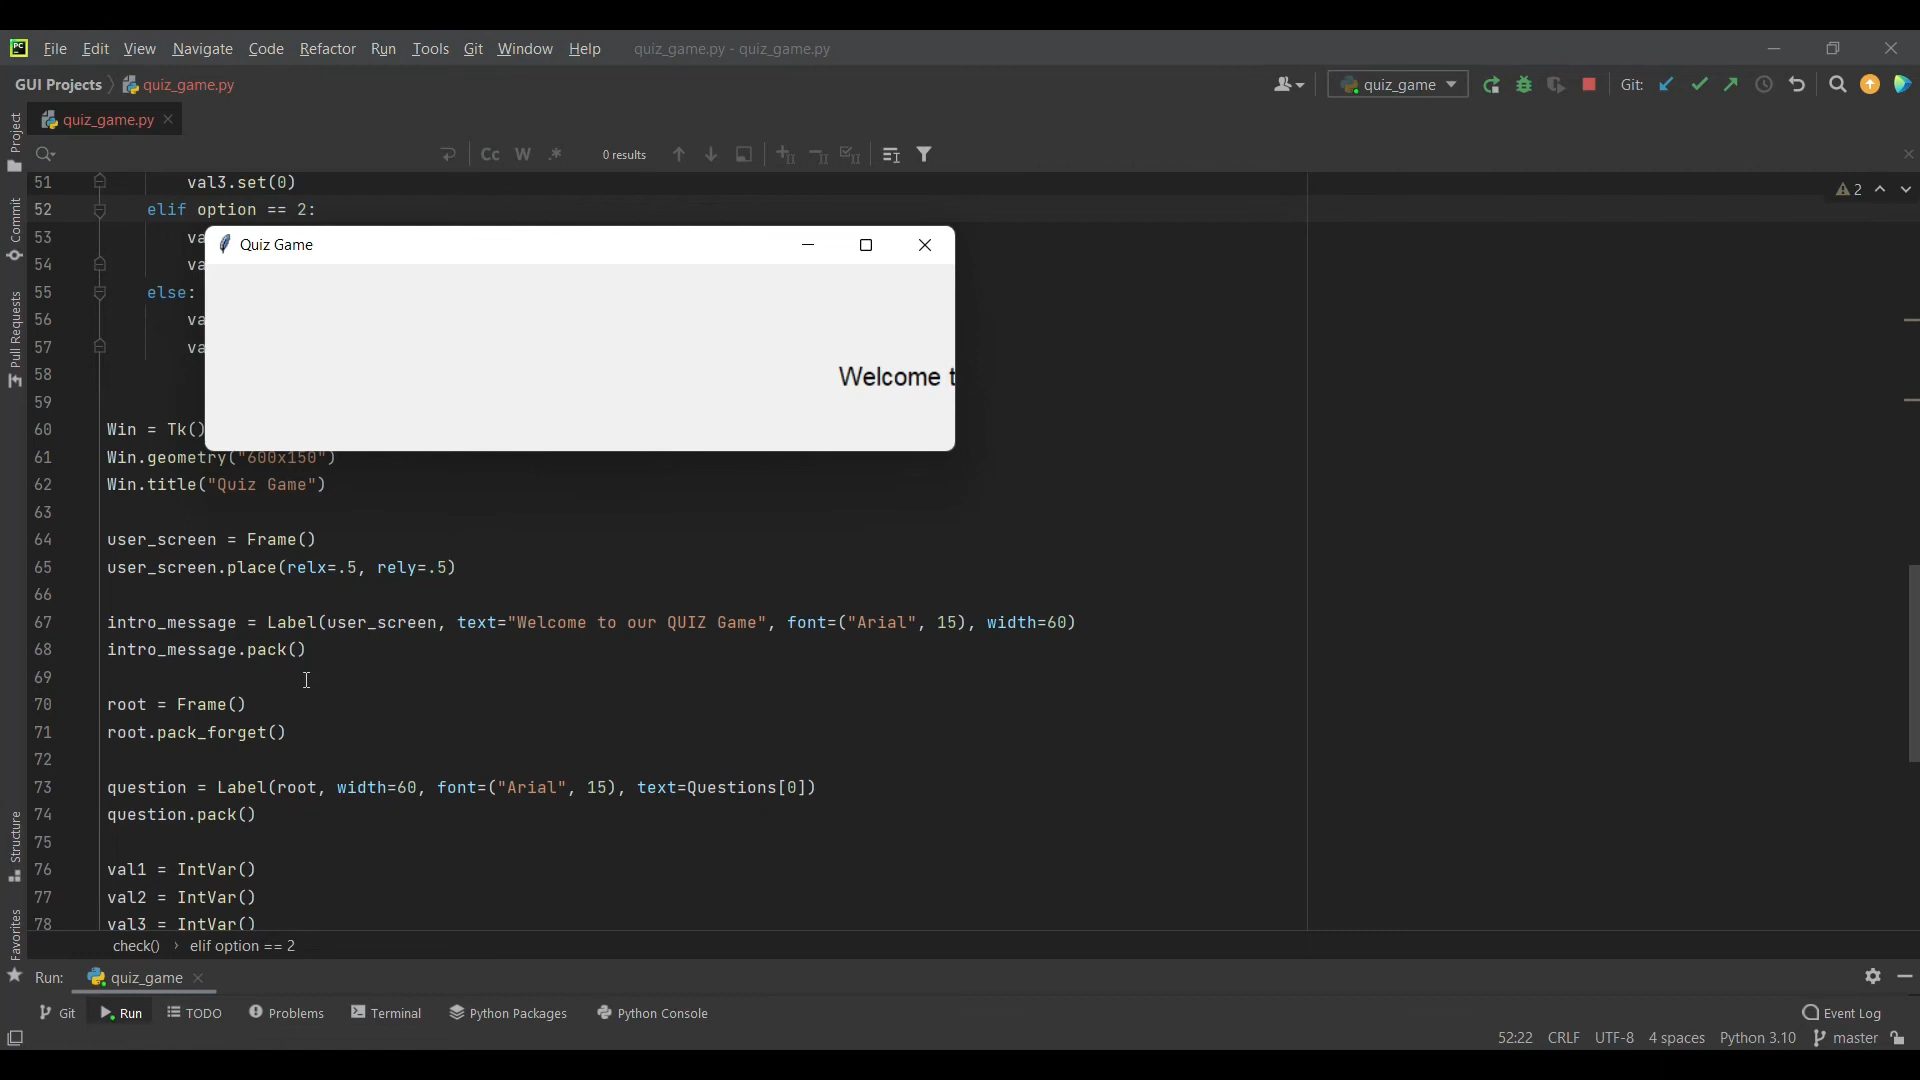 File Edit View Navigate Code Refactor Run Tools Git Window Help quiz_game.py - quiz_game.py
GUI Projects quiz_game.py quiz_game Git:
quiz_game.py
Cc W .* 0 results
51 val3.set(0)
52 elif option == 2:
2
53 va
Quiz Game
54 va
55 else:
56 va
57 va
Welcome t
58
59
60 Win = Tk()
61 Win.geometry("600x150")
62 Win.title("Quiz Game")
63
64 user_screen = Frame()
65 user_screen.place(relx=.5, rely=.5)
66
67 intro_message = Label(user_screen, text="Welcome to our QUIZ Game", font=("Arial", 15), width=60)
68 intro_message.pack()
69
70 root = Frame()
71 root.pack_forget()
72
73 question = Label(root, width=60, font=("Arial", 15), text=Questions[0])
74 question.pack()
75
76 val1 = IntVar()
77 val2 = IntVar()
78 val3 = IntVar()
check() › elif option == 2
Project
Commit
Pull Requests
Structure
Favorites
Run: quiz_game
Git Run TODO Problems Terminal Python Packages Python Console Event Log
52:22 CRLF UTF-8 4 spaces Python 3.10 master